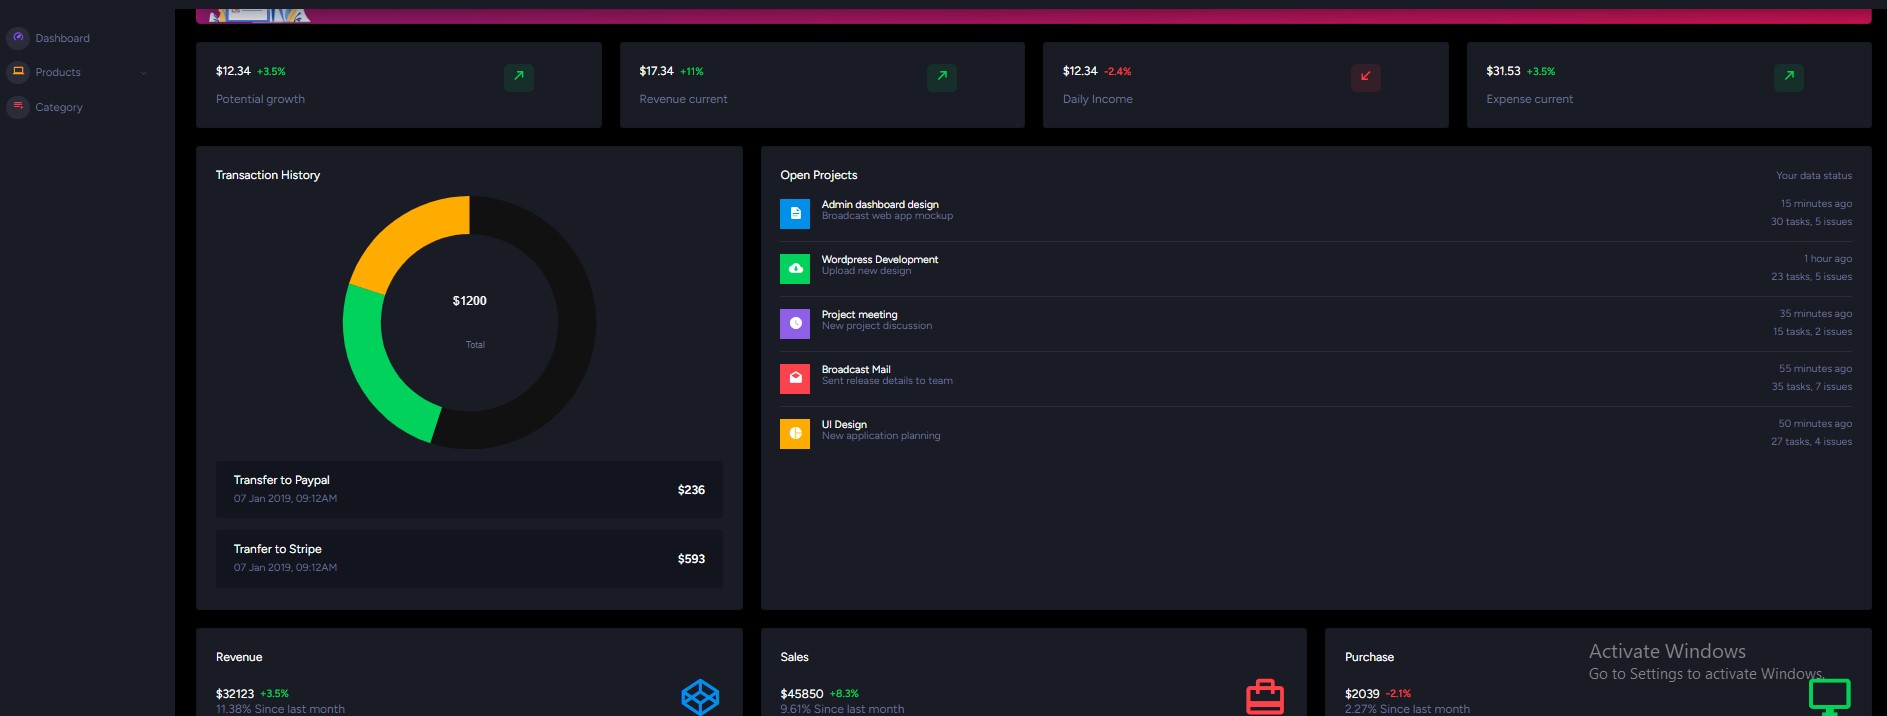 Dashboard
Products
Category
$12.34 +3.5%
Potential growth
$17.34 +11%
Revenue current
$12.34 -2.4%
Daily Income
$31.53 +3.5%
Expense current
Transaction History
$1200
Total
Transfer to Paypal
07 Jan 2019, 09:12AM
$236
Tranfer to Stripe
07 Jan 2019, 09:12AM
$593
Open Projects
Your data status
Admin dashboard design
Broadcast web app mockup
15 minutes ago
30 tasks, 5 issues
Wordpress Development
Upload new design
1 hour ago
23 tasks, 5 issues
Project meeting
New project discussion
35 minutes ago
15 tasks, 2 issues
Broadcast Mail
Sent release details to team
55 minutes ago
35 tasks, 7 issues
UI Design
New application planning
50 minutes ago
27 tasks, 4 issues
Revenue
$32123 +3.5%
11.38% Since last month
Sales
$45850 +8.3%
9.61% Since last month
Purchase
$2039 -2.1%
2.27% Since last month
Activate Windows
Go to Settings to activate Windows.